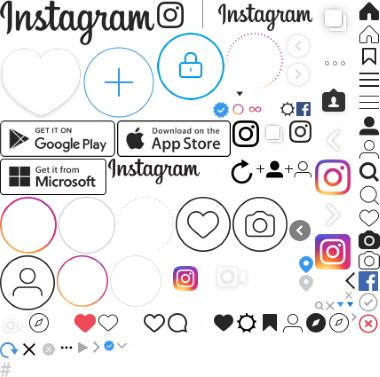 Instagram
Instagram
GET IT ON
Google Play
Download on the
App Store
Get it from
Microsoft
Instagram
#